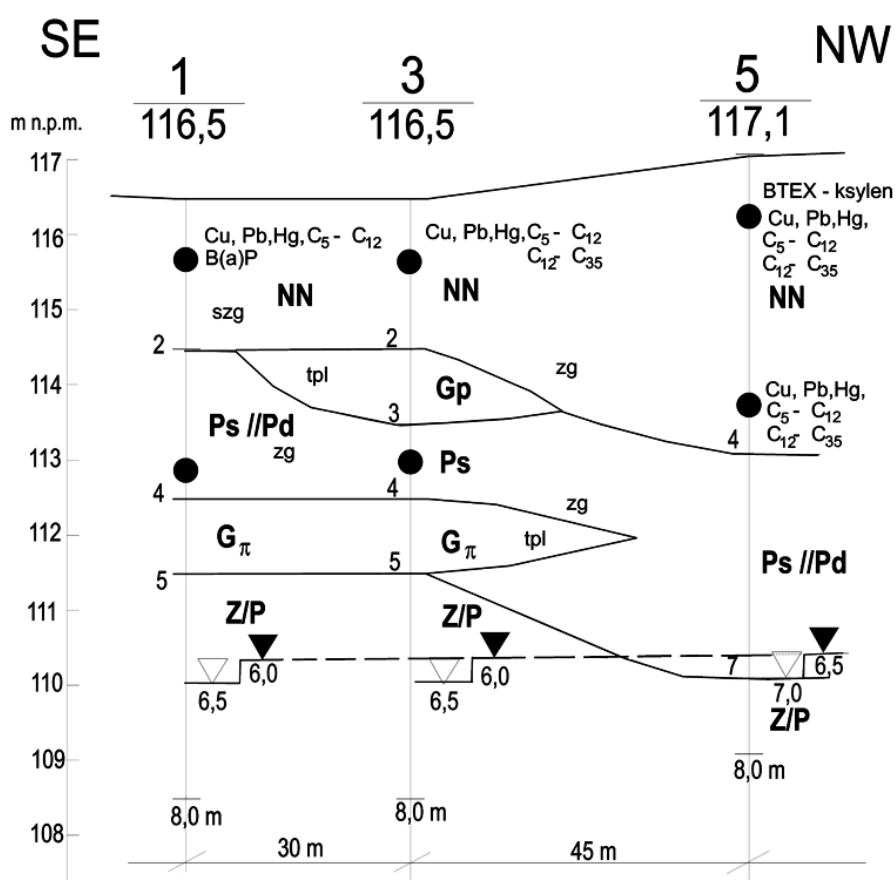 SE
NW
1
116,5
3
116,5
5
117,1
m n.p.m.
117
116
115
114
113
112
111
110
109
108
Cu, Pb,Hg,C5 - C12
B(a)P
Cu, Pb,Hg,C5 - C12
C12- C35
BTEX - ksylen
Cu, Pb,Hg,
C5 - C12
C12- C35
NN
NN
NN
szg
2
2
tpl
Gp
zg
Cu, Pb,Hg,
C5 - C12
C12- C35
3
Ps //Pd
zg
Ps
4
4
4
zg
Gπ
Gπ
tpl
5
5
Ps //Pd
Z/P
Z/P
6,0
6,5
6,0
6,5
7
6,5
7,0
Z/P
8,0 m
8,0 m
8,0 m
30 m
45 m